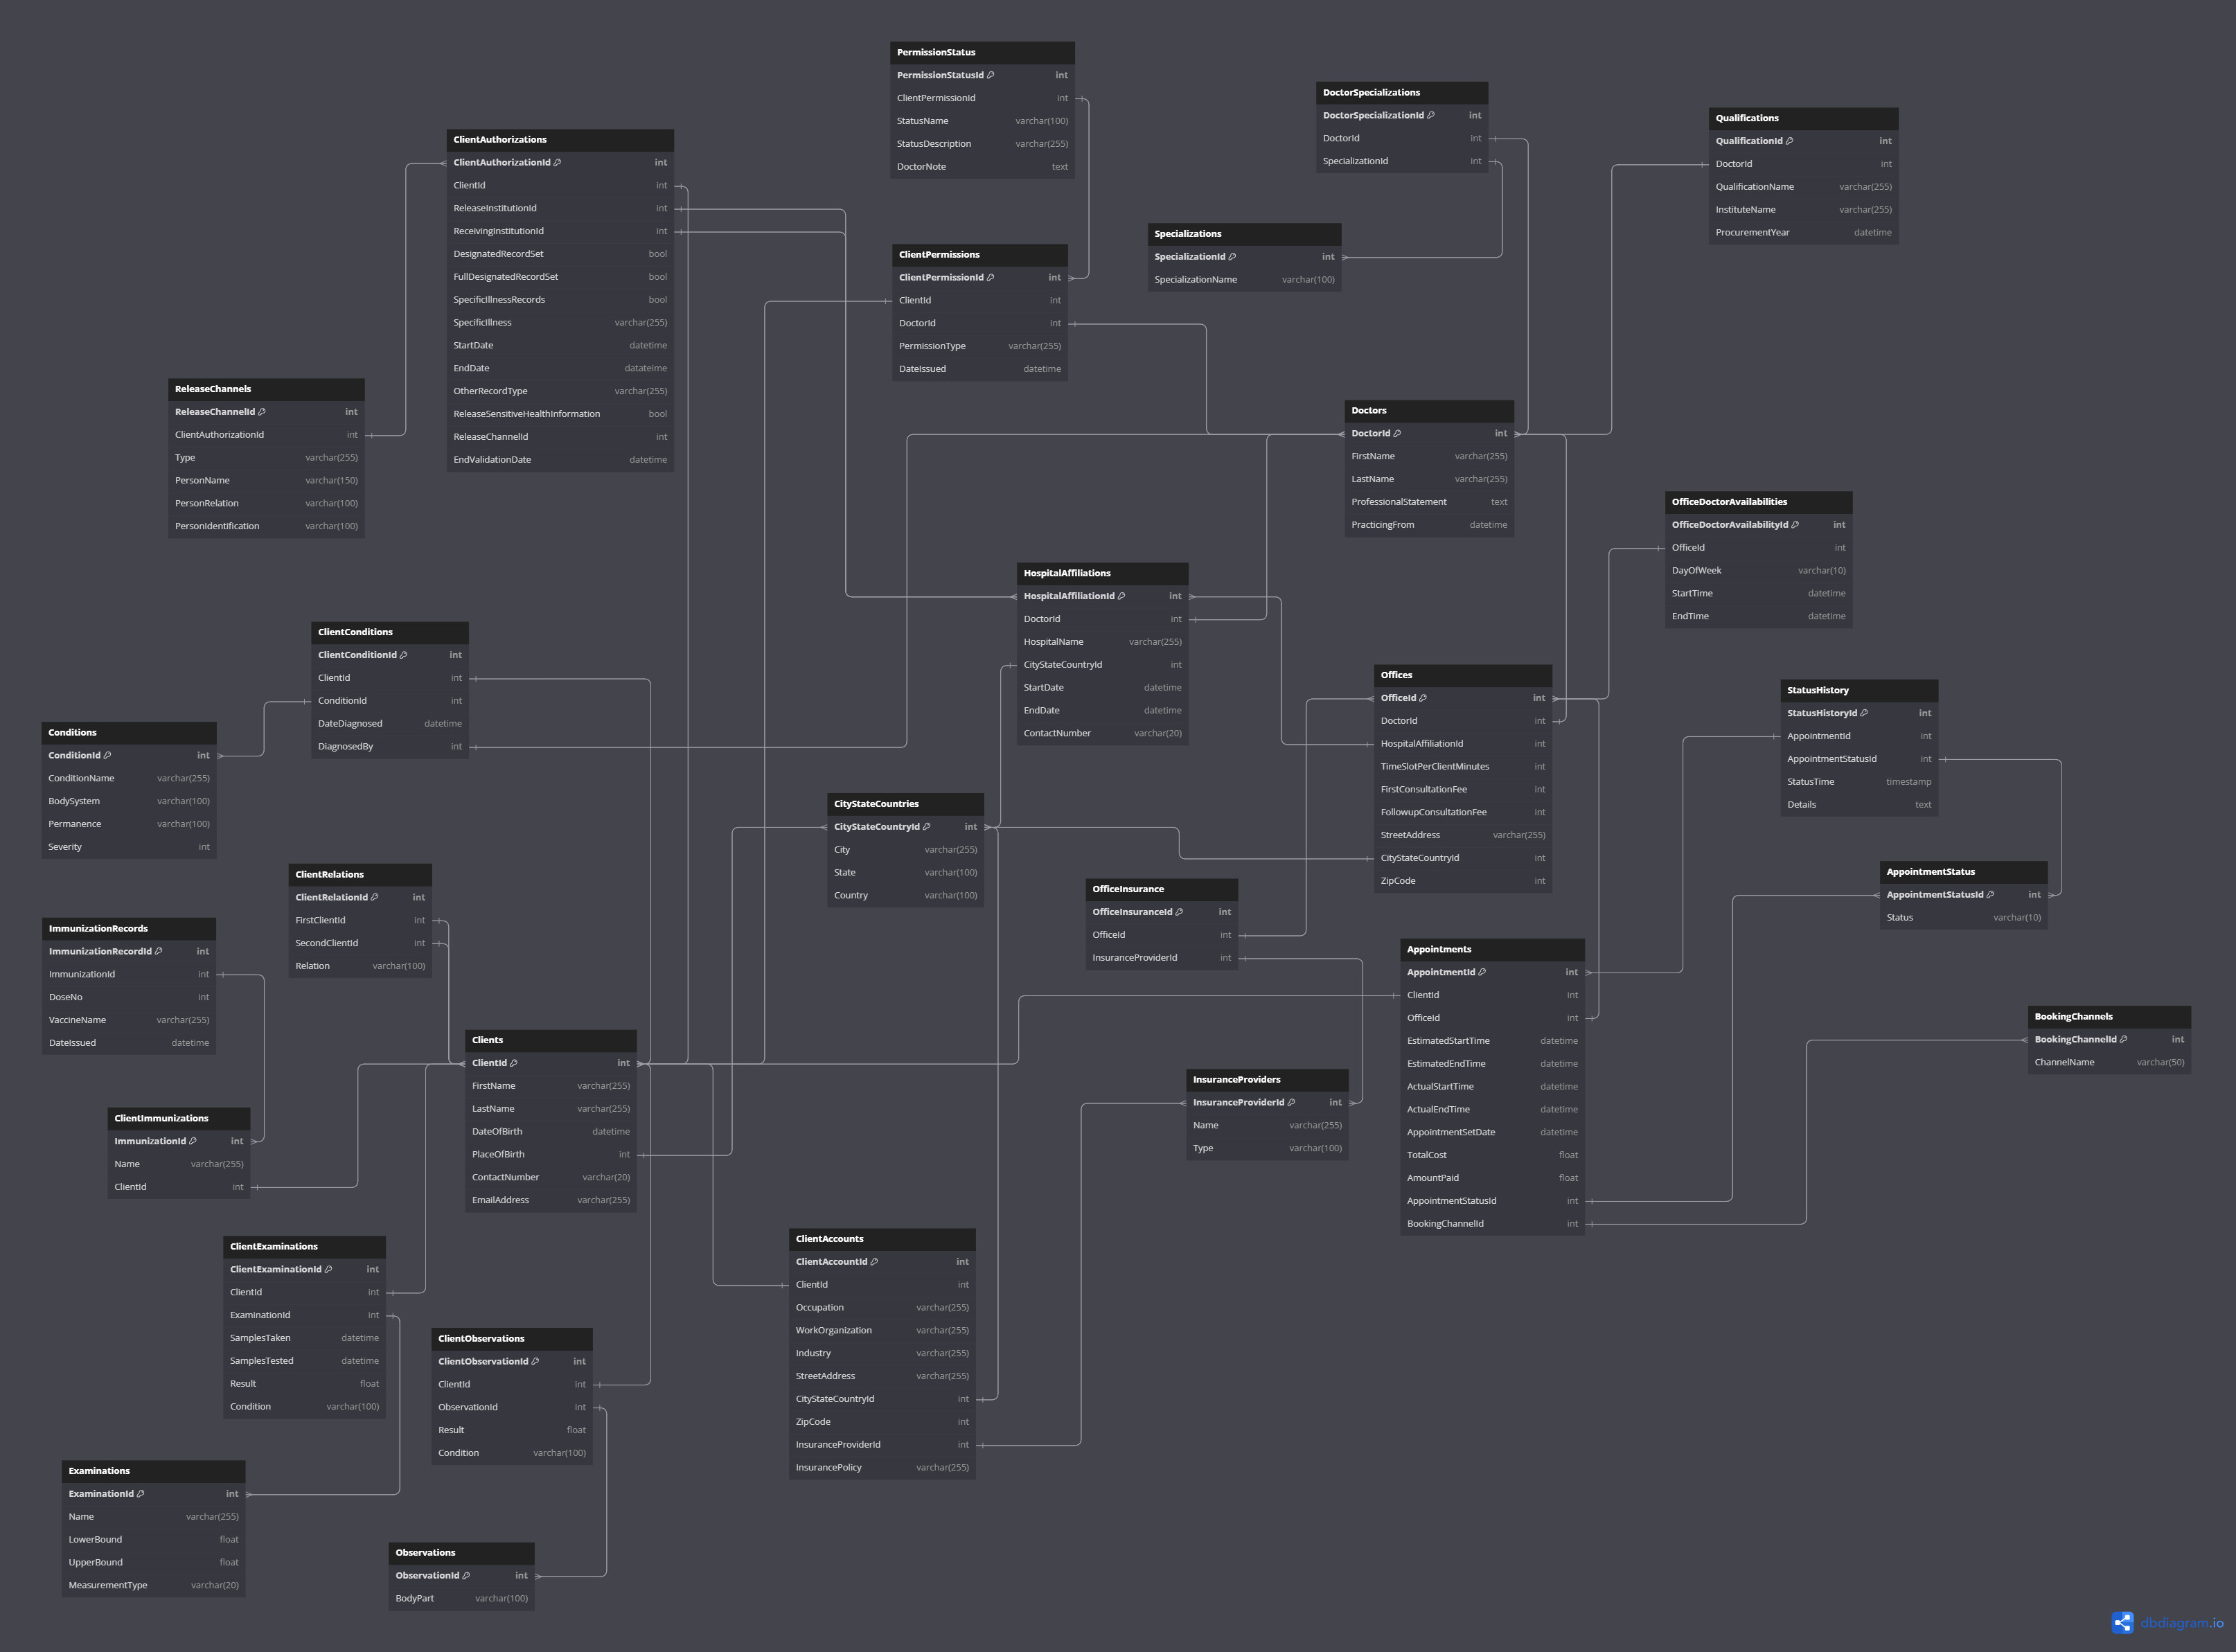 PermissionStatus
PermissionStatusId int
ClientPermissionId int
StatusName varchar(100)
StatusDescription varchar(255)
DoctorNote text
DoctorSpecializations
DoctorSpecializationId int
DoctorId int
SpecializationId int
Qualifications
QualificationId int
DoctorId int
QualificationName varchar(255)
InstituteName varchar(255)
ProcurementYear datetime
ClientAuthorizations
ClientAuthorizationId int
ClientId int
ReleaseInstitutionId int
ReceivingInstitutionId int
DesignatedRecordSet bool
FullDesignatedRecordSet bool
SpecificIllnessRecords bool
SpecificIllness varchar(255)
StartDate datetime
EndDate datateime
OtherRecordType varchar(255)
ReleaseSensitiveHealthInformation bool
ReleaseChannelId int
EndValidationDate datetime
Specializations
SpecializationId int
SpecializationName varchar(100)
ClientPermissions
ClientPermissionId int
ClientId int
DoctorId int
PermissionType varchar(255)
DateIssued datetime
ReleaseChannels
ReleaseChannelId int
ClientAuthorizationId int
Type varchar(255)
PersonName varchar(150)
PersonRelation varchar(100)
PersonIdentification varchar(100)
Doctors
DoctorId int
FirstName varchar(255)
LastName varchar(255)
ProfessionalStatement text
PracticingFrom datetime
OfficeDoctorAvailabilities
OfficeDoctorAvailabilityId int
OfficeId int
DayOfWeek varchar(10)
StartTime datetime
EndTime datetime
HospitalAffiliations
HospitalAffiliationId int
DoctorId int
HospitalName varchar(255)
CityStateCountryId int
StartDate datetime
EndDate datetime
ContactNumber varchar(20)
ClientConditions
ClientConditionId int
ClientId int
ConditionId int
DateDiagnosed datetime
DiagnosedBy int
Offices
OfficeId int
DoctorId int
HospitalAffiliationId int
TimeSlotPerClientMinutes int
FirstConsultationFee int
FollowupConsultationFee int
StreetAddress varchar(255)
CityStateCountryId int
ZipCode int
StatusHistory
StatusHistoryId int
AppointmentId int
AppointmentStatusId int
StatusTime timestamp
Details text
Conditions
ConditionId int
ConditionName varchar(255)
BodySystem varchar(100)
Permanence varchar(100)
Severity int
CityStateCountries
CityStateCountryId int
City varchar(255)
State varchar(100)
Country varchar(100)
ClientRelations
ClientRelationId int
FirstClientId int
SecondClientId int
Relation varchar(100)
OfficeInsurance
OfficeInsuranceId int
OfficeId int
InsuranceProviderId int
AppointmentStatus
AppointmentStatusId int
Status varchar(10)
ImmunizationRecords
ImmunizationRecordId int
ImmunizationId int
DoseNo int
VaccineName varchar(255)
DateIssued datetime
Appointments
AppointmentId int
ClientId int
OfficeId int
EstimatedStartTime datetime
EstimatedEndTime datetime
ActualStartTime datetime
ActualEndTime datetime
AppointmentSetDate datetime
TotalCost float
AmountPaid float
AppointmentStatusId int
BookingChannelId int
BookingChannels
BookingChannelId int
ChannelName varchar(50)
Clients
ClientId int
FirstName varchar(255)
LastName varchar(255)
DateOfBirth datetime
PlaceOfBirth int
ContactNumber varchar(20)
EmailAddress varchar(255)
InsuranceProviders
InsuranceProviderId int
Name varchar(255)
Type varchar(100)
ClientImmunizations
ImmunizationId int
Name varchar(255)
ClientId int
ClientAccounts
ClientAccountId int
ClientId int
Occupation varchar(255)
WorkOrganization varchar(255)
Industry varchar(255)
StreetAddress varchar(255)
CityStateCountryId int
ZipCode int
InsuranceProviderId int
InsurancePolicy varchar(255)
ClientExaminations
ClientExaminationId int
ClientId int
ExaminationId int
SamplesTaken datetime
SamplesTested datetime
Result float
Condition varchar(100)
ClientObservations
ClientObservationId int
ClientId int
ObservationId int
Result float
Condition varchar(100)
Examinations
ExaminationId int
Name varchar(255)
LowerBound float
UpperBound float
MeasurementType varchar(20)
Observations
ObservationId int
BodyPart varchar(100)
dbdiagram.io